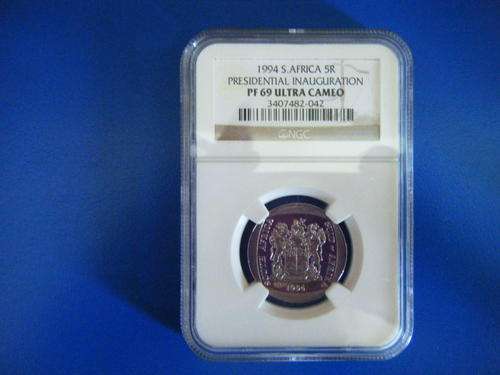 1994 S.AFRICA 5R
PRESIDENTIAL INAUGURATION
PF 69 ULTRA CAMEO
3407482-042
NGC
1994